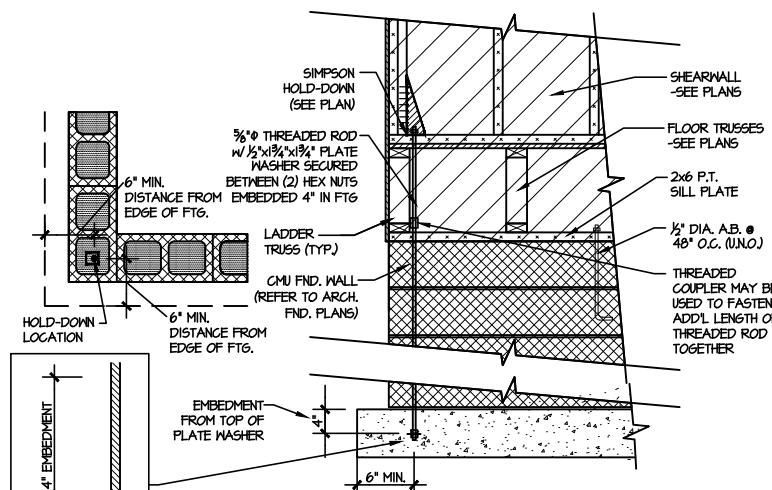 SIMPSON
HOLD-DOWN
(SEE PLAN)
⅝"Φ THREADED ROD
W/ ½"x1¾"x1¾" PLATE
WASHER SECURED
BETWEEN (2) HEX NUTS
EMBEDDED 4" IN FTG
LADDER
TRUSS (TYP.)
CMU FND. WALL
(REFER TO ARCH.
FND. PLANS)
SHEARWALL
-SEE PLANS
FLOOR TRUSSES
-SEE PLANS
2x6 P.T.
SILL PLATE
½" DIA. A.B. @
48" O.C. (U.N.O.)
THREADED
COUPLER MAY BE
USED TO FASTEN
ADD'L LENGTH
THREADED ROD
TOGETHER
6" MIN.
DISTANCE FROM
EDGE OF FTG.
HOLD-DOWN
LOCATION
6" MIN.
DISTANCE FROM
EDGE OF FTG.
EMBEDMENT
FROM TOP OF
PLATE WASHER
4"
6" MIN.
4" EMBEDMENT